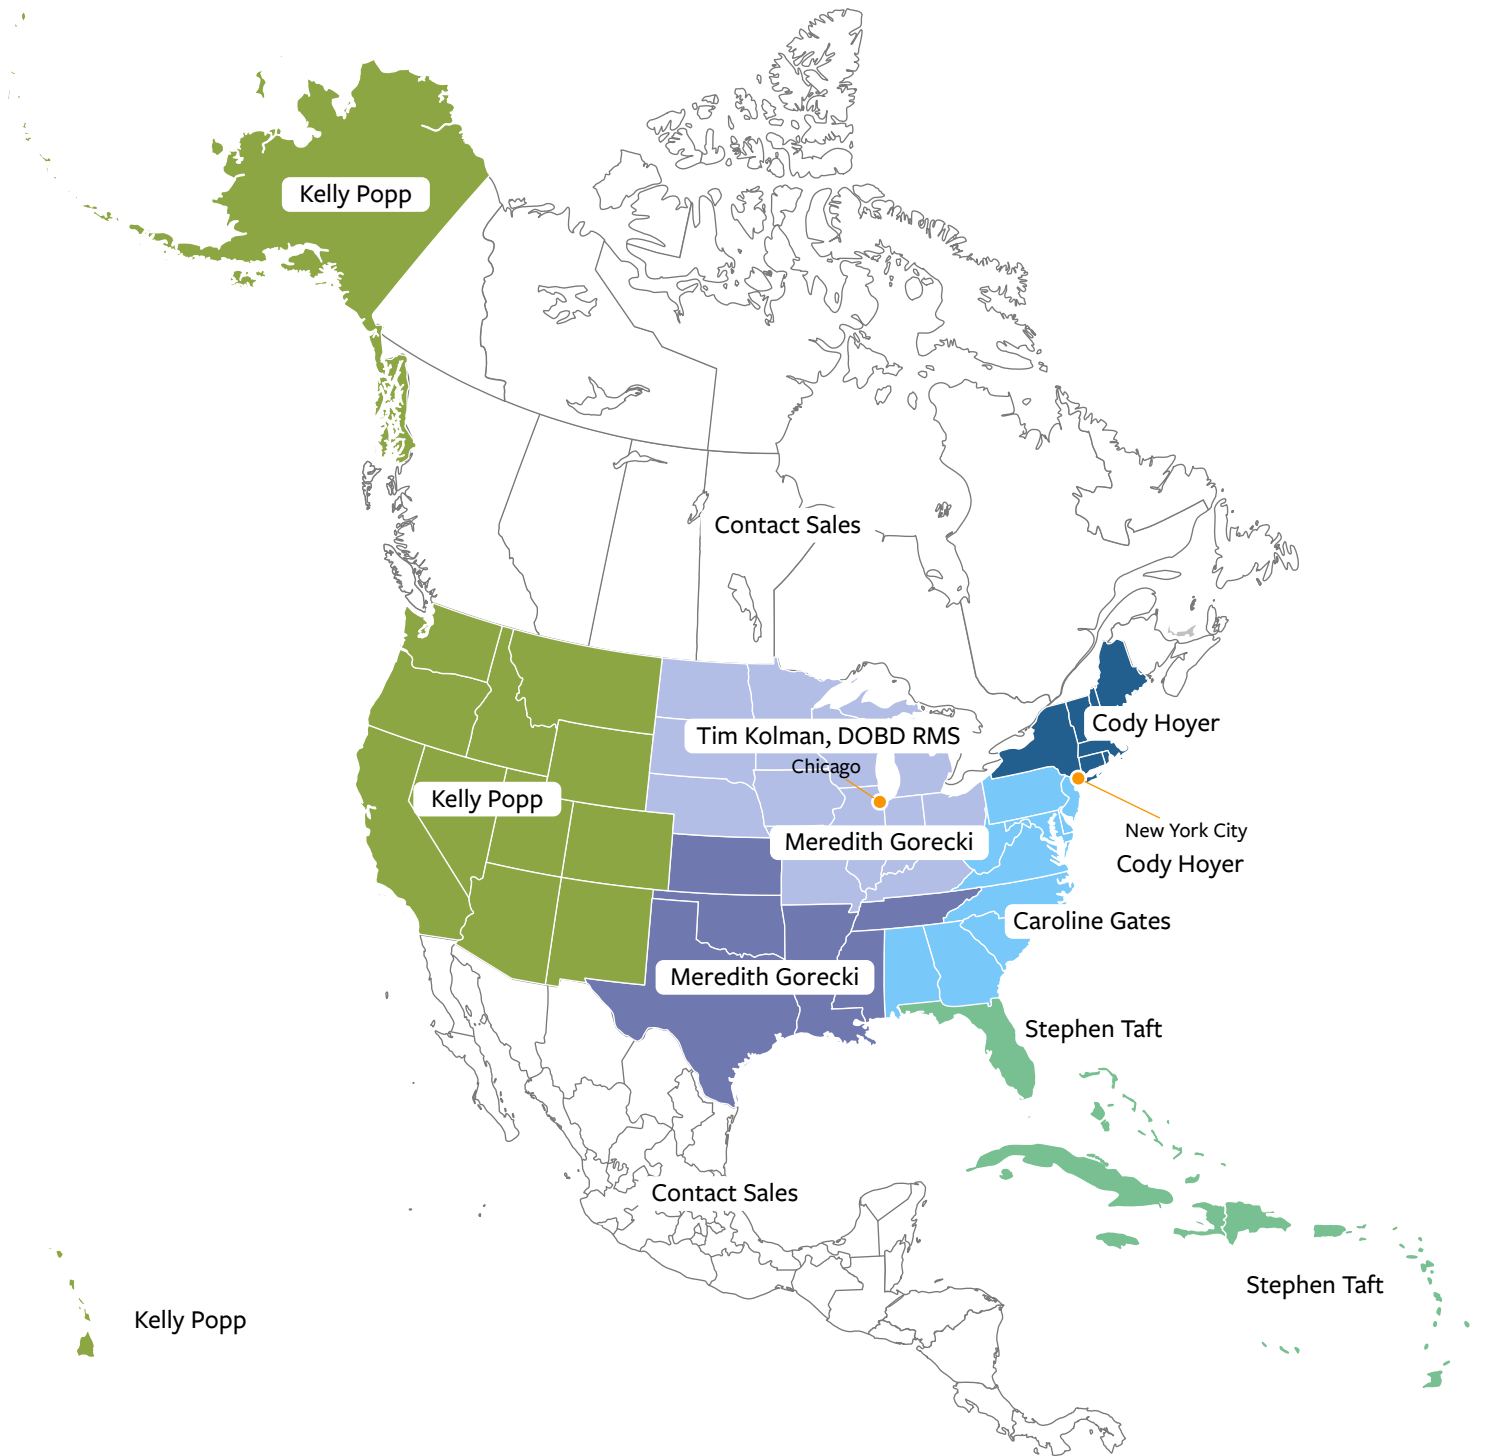 Kelly Popp
Contact Sales
Cody Hoyer
Tim Kolman, DOBD RMS
Chicago
Kelly Popp
New York City
Meredith Gorecki
Cody Hoyer
Caroline Gates
Meredith Gorecki
Stephen Taft
Contact Sales
Stephen Taft
Kelly Popp